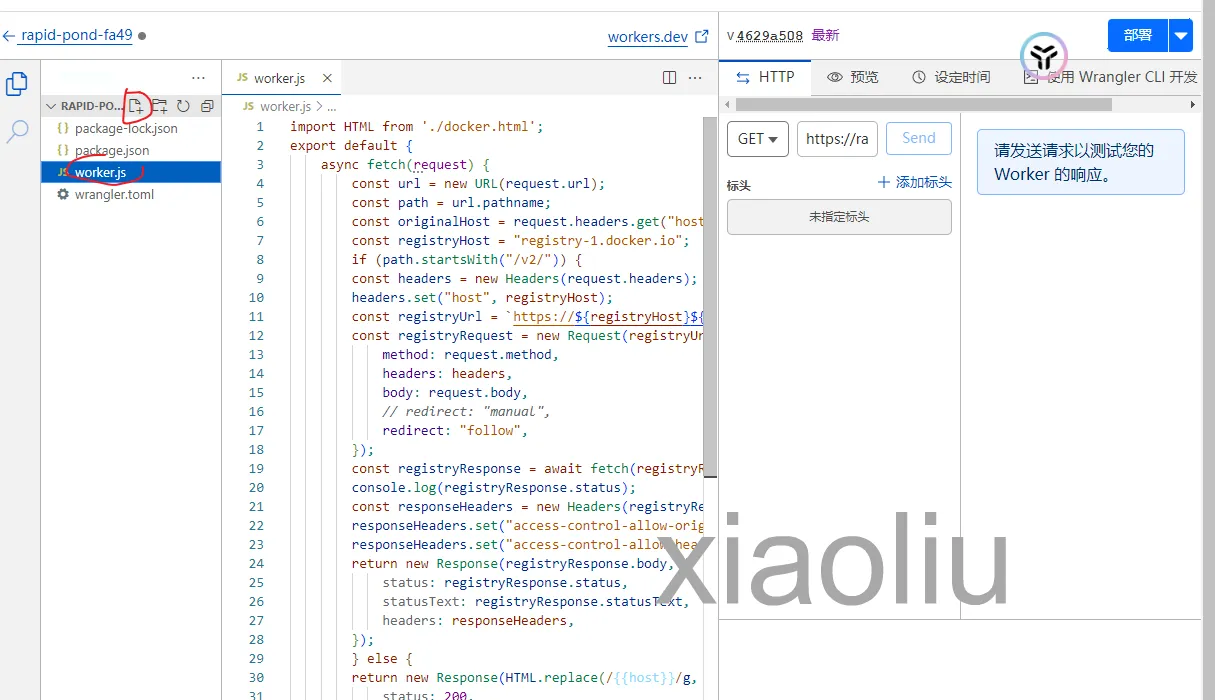 ← rapid-pond-fa49 ●
workers.dev
v4629a508 最新
部署
RAPID-PO...
{} package-lock.json
{} package.json
JS worker.js
wrangler.toml
JS worker.js ×
JS worker.js > ...
1 import HTML from './docker.html';
2 export default {
3 async fetch(request) {
4 const url = new URL(request.url);
5 const path = url.pathname;
6 const originalHost = request.headers.get("host
7 const registryHost = "registry-1.docker.io";
8 if (path.startsWith("/v2/")) {
9 const headers = new Headers(request.headers);
10 headers.set("host", registryHost);
11 const registryUrl = `https://${registryHost}${
12 const registryRequest = new Request(registryUr
13 method: request.method,
14 headers: headers,
15 body: request.body,
16 // redirect: "manual",
17 redirect: "follow",
18 });
19 const registryResponse = await fetch(registryR
20 console.log(registryResponse.status);
21 const responseHeaders = new Headers(registryRe
22 responseHeaders.set("access-control-allow-orig
23 responseHeaders.set("access-control-allow-hea
24 return new Response(registryResponse.body,
25 status: registryResponse.status,
26 statusText: registryResponse.statusText,
27 headers: responseHeaders,
28 });
29 } else {
30 return new Response(HTML.replace(/{{host}}/g,
31 status: 200,
HTTP
预览
设定时间
使用 Wrangler CLI 开发
GET
https://ra
Send
标头
+ 添加标头
未指定标头
请发送请求以测试您的
Worker 的响应。
xiaoliu